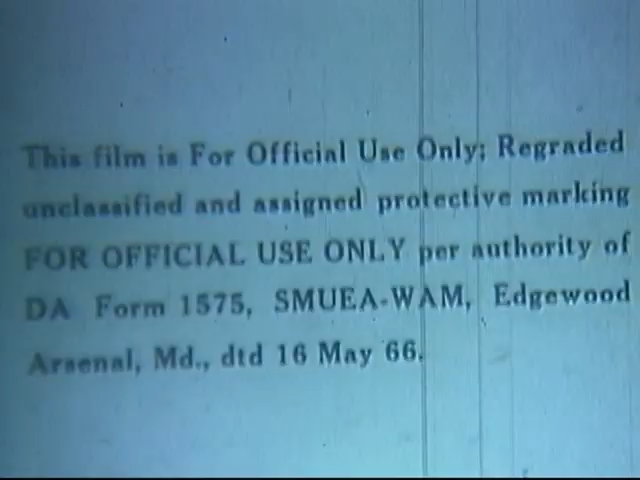 This film is For Official Use Only; Regraded
unclassified and assigned protective marking
FOR OFFICIAL USE ONLY per authority of
DA Form 1575, SMUEA-WAM, Edgewood
Arsenal, Md., dtd 16 May 66.